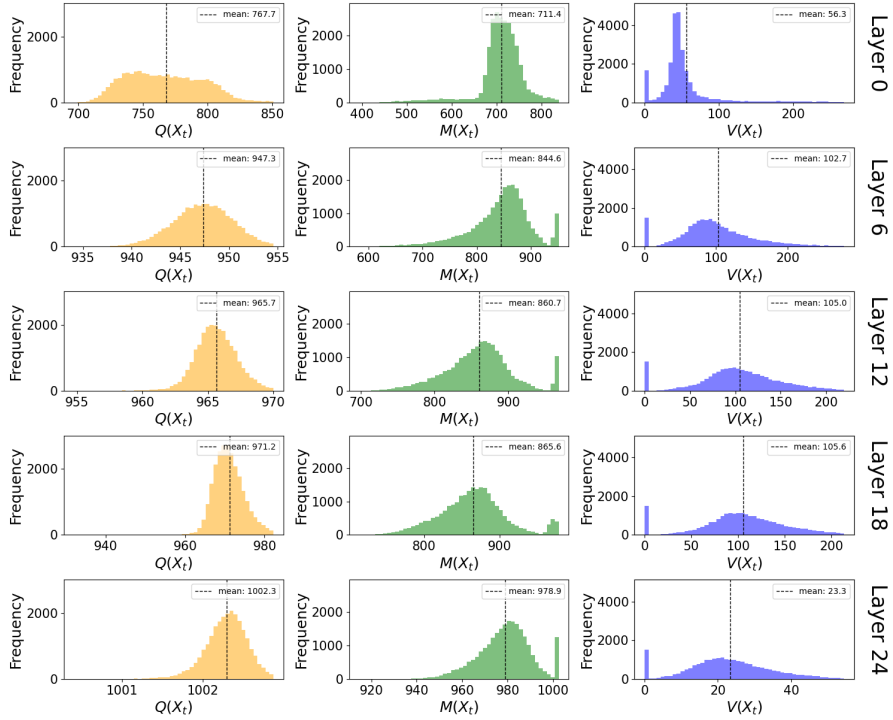 mean: 767.7
mean: 711.4
mean: 56.3
Frequency
2000
0
700 750 800 850
Q(X_t)
Frequency
2000
1000
0
400 500 600 700 800
M(X_t)
Frequency
4000
2000
0
0 100 200
V(X_t)
Layer 0
mean: 947.3
mean: 844.6
mean: 102.7
Frequency
2000
0
935 940 945 950 955
Q(X_t)
Frequency
2000
1000
0
600 700 800 900
M(X_t)
Frequency
4000
2000
0
0 100 200
V(X_t)
Layer 6
mean: 965.7
mean: 860.7
mean: 105.0
Frequency
2000
0
955 960 965 970
Q(X_t)
Frequency
2000
1000
0
700 800 900
M(X_t)
Frequency
4000
2000
0
0 50 100 150 200
V(X_t)
Layer 12
mean: 971.2
mean: 865.6
mean: 105.6
Frequency
2000
0
940 960 980
Q(X_t)
Frequency
2000
1000
0
800 900
M(X_t)
Frequency
4000
2000
0
0 50 100 150 200
V(X_t)
Layer 18
mean: 1002.3
mean: 978.9
mean: 23.3
Frequency
2000
0
1001 1002
Q(X_t)
Frequency
2000
1000
0
920 940 960 980 1000
M(X_t)
Frequency
4000
2000
0
0 20 40
V(X_t)
Layer 24